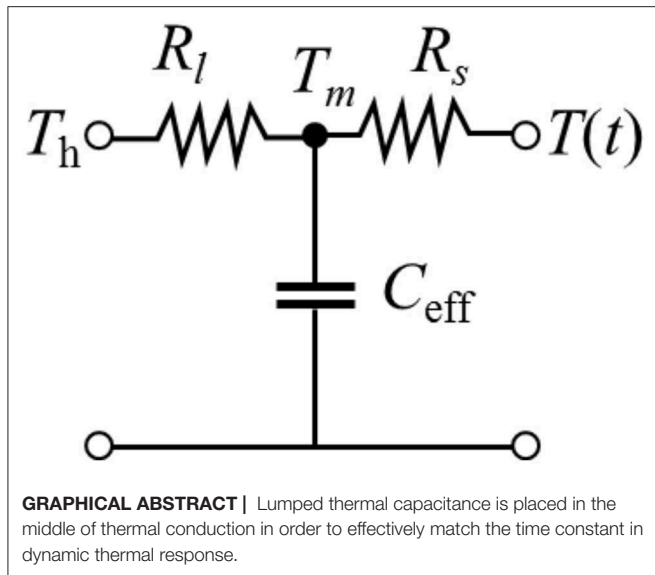 R_l
T_m
R_s
T_h
T(t)
C_eff
GRAPHICAL ABSTRACT | Lumped thermal capacitance is placed in the
middle of thermal conduction in order to effectively match the time constant in
dynamic thermal response.